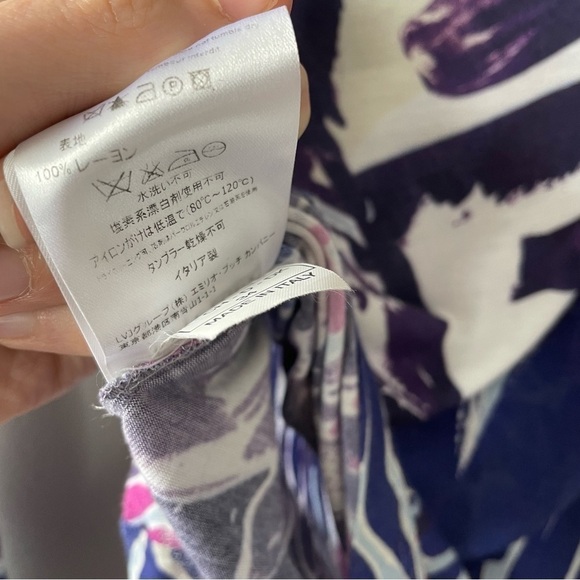 not tumble dry
表地
100% レーヨン
水洗い不可
塩素系漂白剤使用不可
アイロンがけは低温で(80℃～120℃)
タンブラー乾燥不可
イタリア製
LVJグループ(株)エミリオ・プッチ カンパニー
MADE IN ITALY